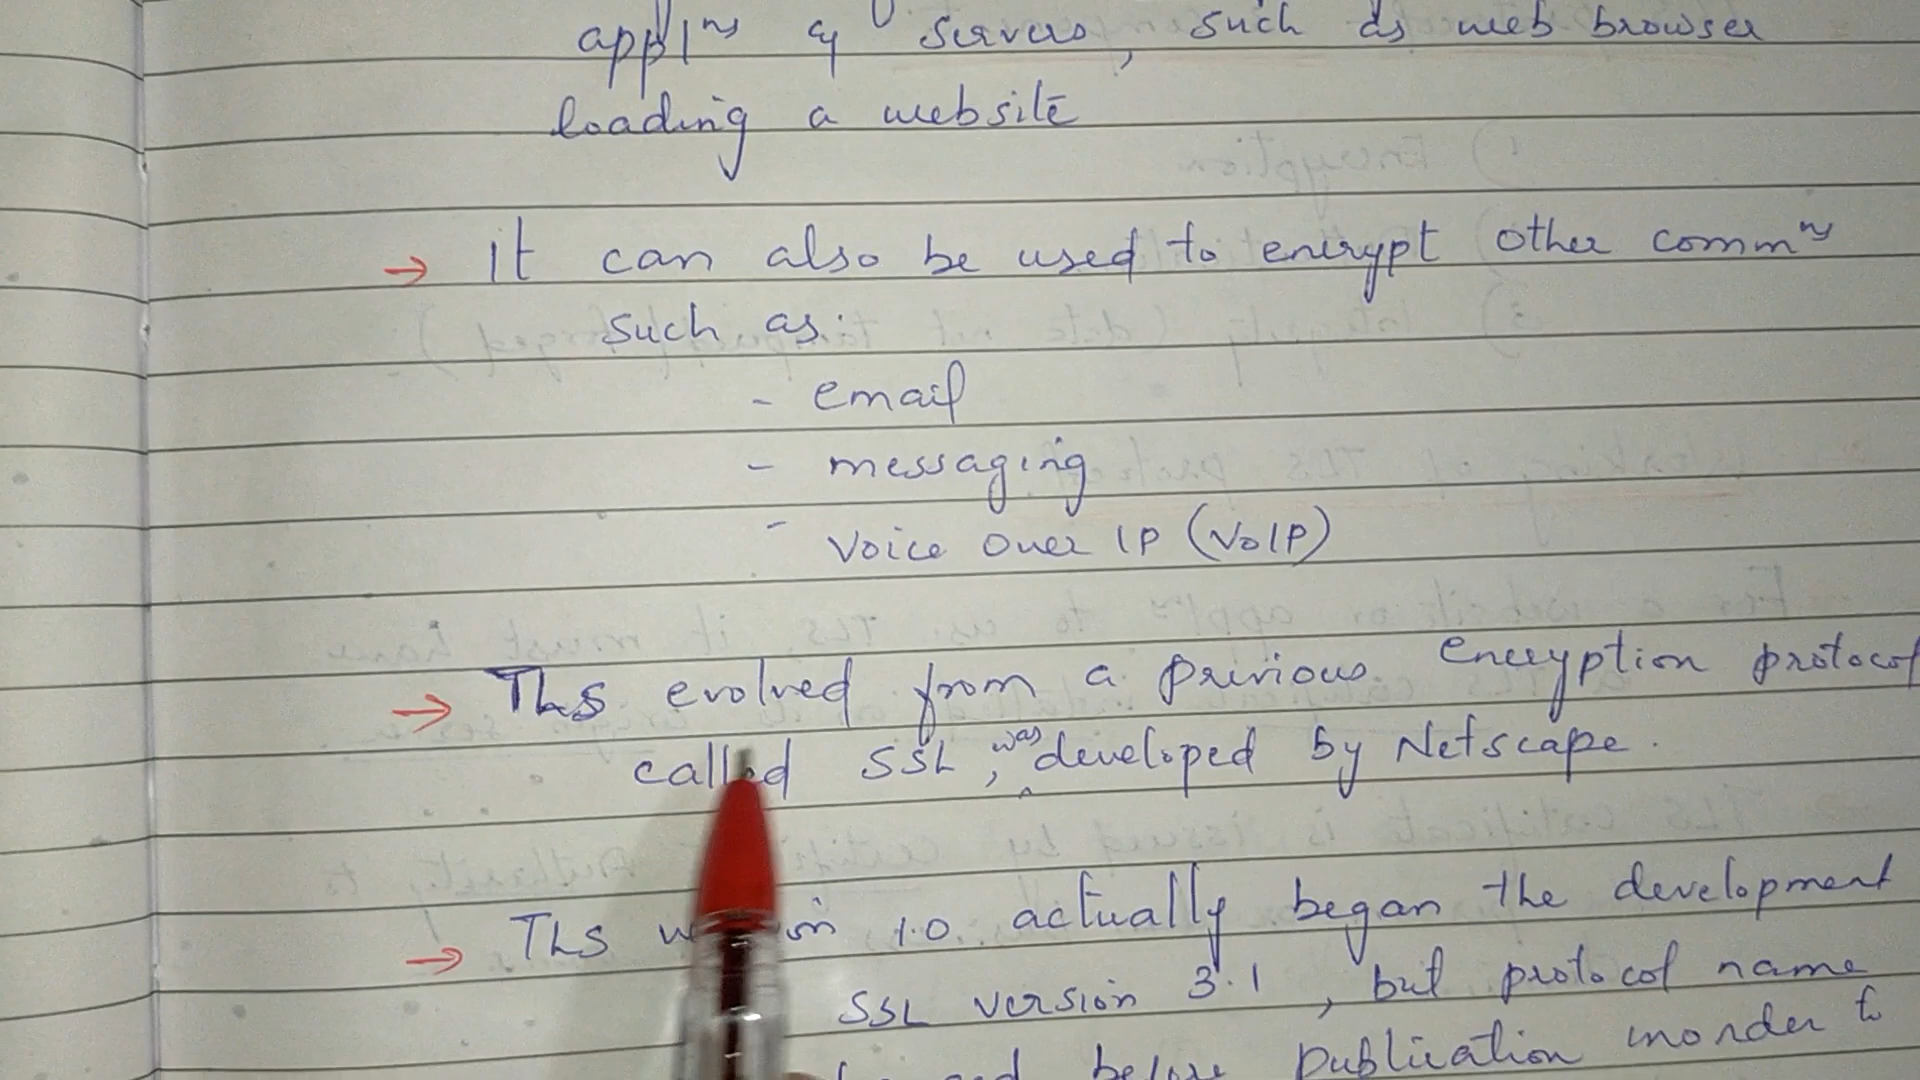 appl^ns & servers, such as web browser
loading a website
→ It can also be used to encrypt other comm^ns
such as:
- email
- messaging
- Voice Over IP (VoIP)
→ TLS evolved from a previous encryption protocol
called SSL, was developed by Netscape.
→ TLS 1.0 actually began the development
SSL version 3.1, but protocol name
before publication inorder to